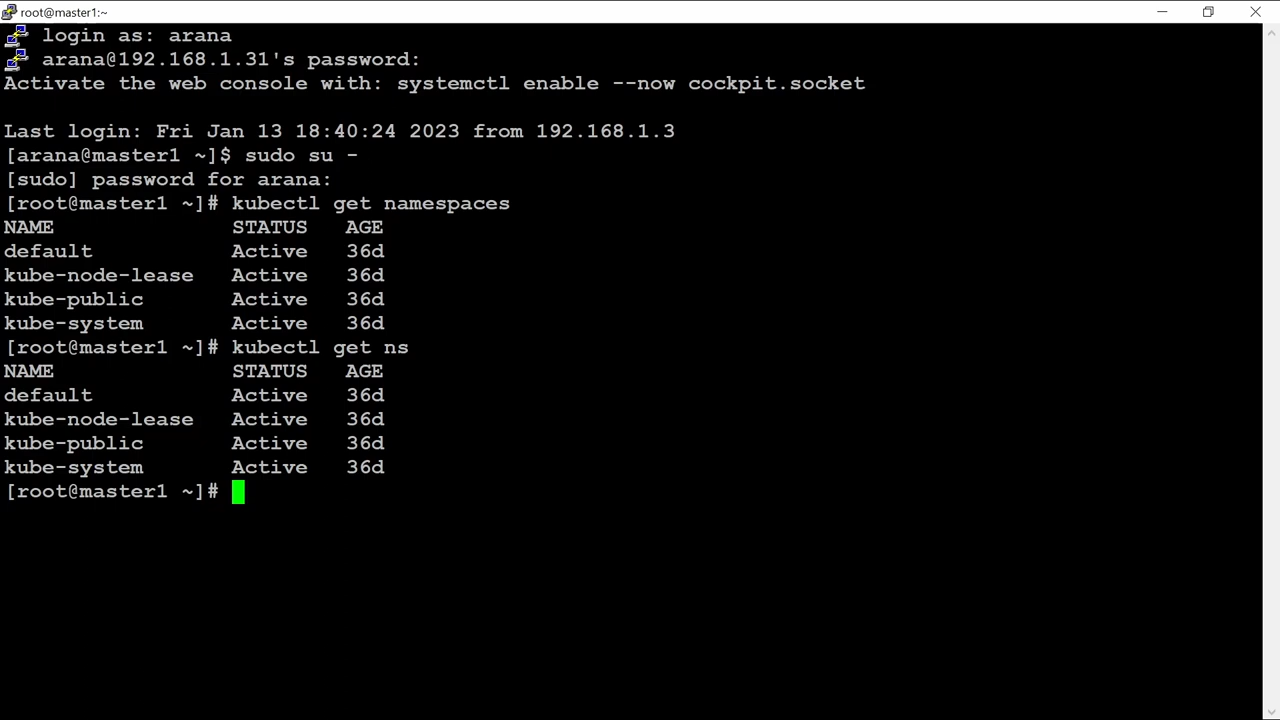 root@master1:~
login as: arana
arana@192.168.1.31's password:
Activate the web console with: systemctl enable --now cockpit.socket
Last login: Fri Jan 13 18:40:24 2023 from 192.168.1.3
[arana@master1 ~]$ sudo su -
[sudo] password for arana:
[root@master1 ~]# kubectl get namespaces
NAME STATUS AGE
default Active 36d
kube-node-lease Active 36d
kube-public Active 36d
kube-system Active 36d
[root@master1 ~]# kubectl get ns
NAME STATUS AGE
default Active 36d
kube-node-lease Active 36d
kube-public Active 36d
kube-system Active 36d
[root@master1 ~]#